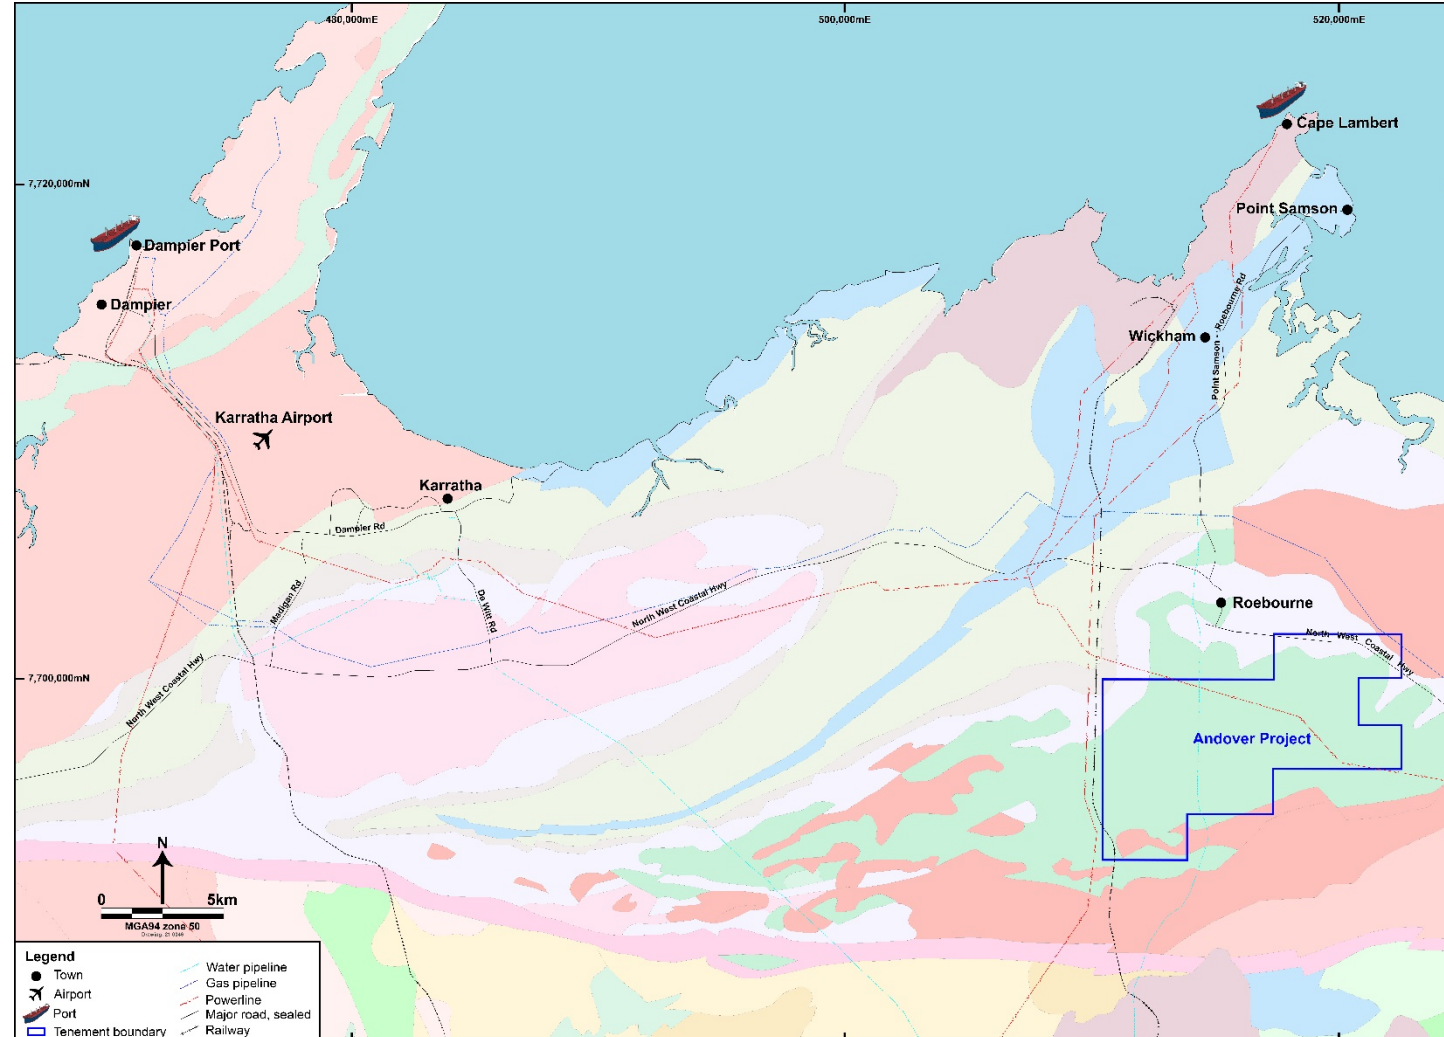 480,000mE
500,000mE
520,000mE
Cape Lambert
7,720,000mN
Point Samson
Dampier Port
Dampier
Point Samson - Roebourne Rd
Wickham
Karratha Airport
Karratha
Dampier Rd
Madigan Rd
De Witt Rd
North West Coastal Hwy
Roebourne
North West Coastal Hwy
North West Coastal Hwy
7,700,000mN
Andover Project
N
0 5km
MGA94 zone 50
Legend
Town
Airport
Port
Tenement boundary
Water pipeline
Gas pipeline
Powerline
Major road, sealed
Railway